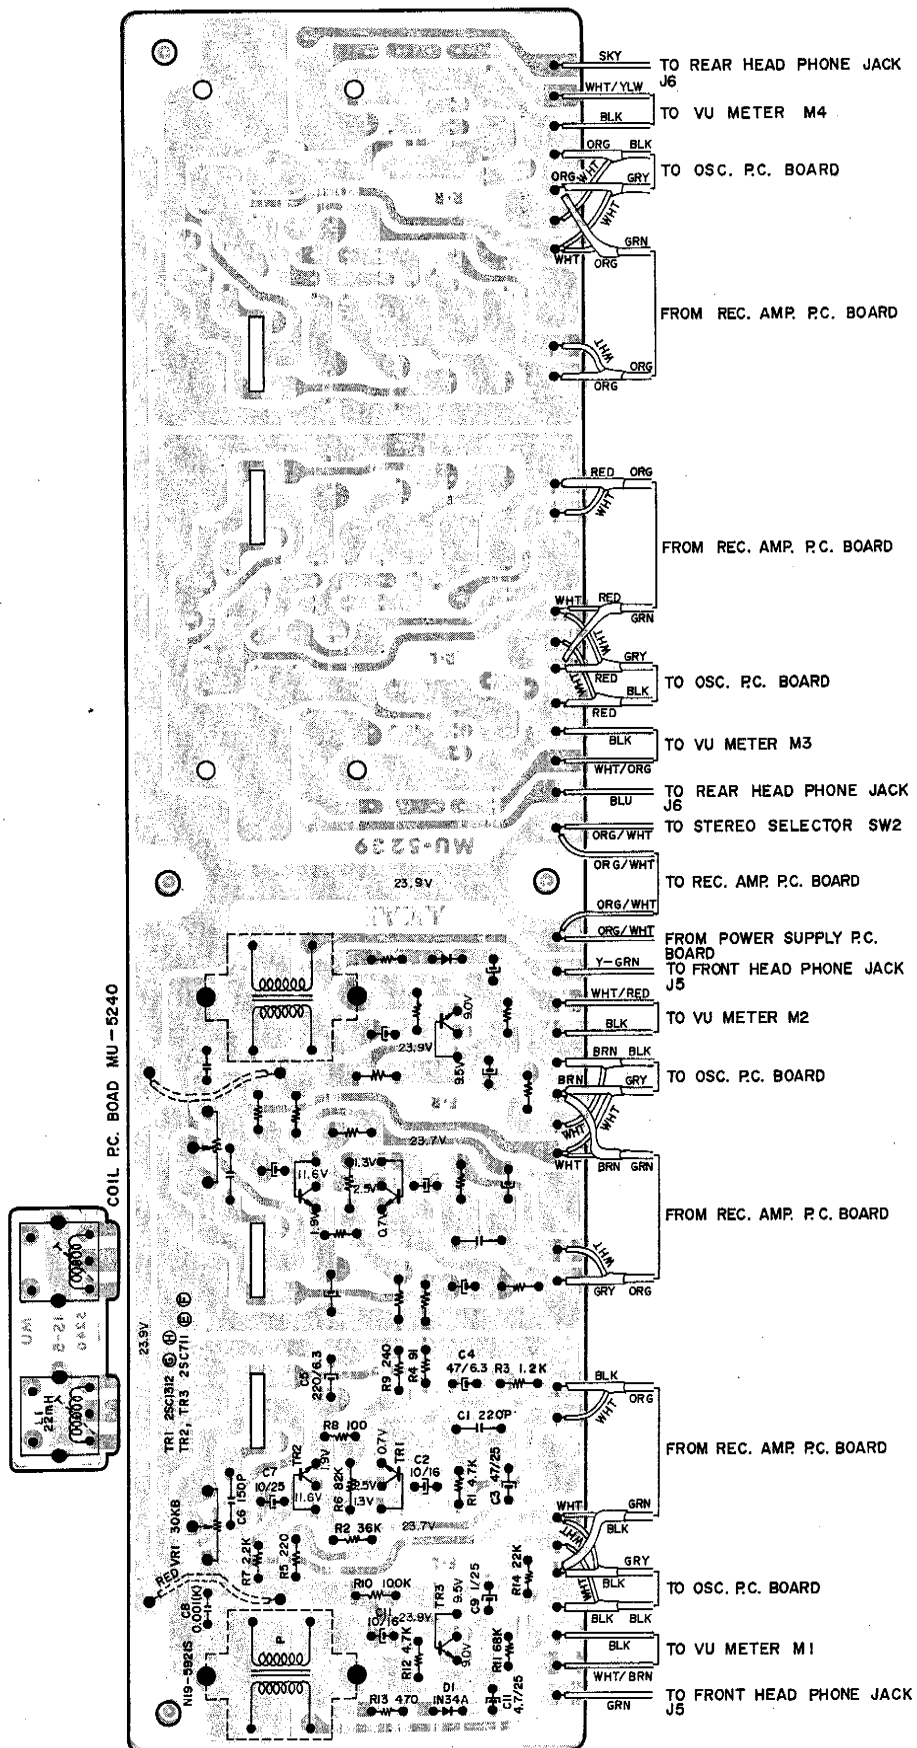 SKY
TO REAR HEAD PHONE JACK
J6
WHT/YLW
TO VU METER M4
BLK
ORG BLK
WHT
TO OSC. P.C. BOARD
ORG GRY
WHT
GRN
WHT ORG
FROM REC. AMP. P.C. BOARD
WHT
ORG
ORG
RED ORG
WHT
FROM REC. AMP. P.C. BOARD
WHT RED
GRN
WHT
GRY
RED
TO OSC. P.C. BOARD
WHT
BLK
RED
BLK
TO VU METER M3
WHT/ORG
TO REAR HEAD PHONE JACK
J6
BLU
TO STEREO SELECTOR SW2
ORG/WHT
MU-5239
ORG/WHT
23.9V
TO REC. AMP. P.C. BOARD
ORG/WHT
ORG/WHT
FROM POWER SUPPLY P.C.
BOARD
Y-GRN
TO FRONT HEAD PHONE JACK
J5
WHT/RED
9.0V
TO VU METER M2
BLK
23.9V
9.5V
BRN BLK
TO OSC. P.C. BOARD
BRN GRY
WHT
WHT
23.7V
WHT BRN GRN
11.6V
1.3V
2.5V
1.9V
0.7V
COIL P.C. BOAD MU-5240
FROM REC. AMP. P.C. BOARD
WHT
GRY ORG
5240
MU
L1
22mH
23.9V
TR1 2SC1312 G H
TR2, TR3 2SC711 E F
C5
220/6.3
R9 240
R4 91
C4
47/6.3
R3 1.2K
BLK
ORG
WHT
R8 100
C1 220P
FROM REC. AMP. P.C. BOARD
TR2
1.9V
0.7V
TR1
C7
10/25
C6 150P
11.6V
R6 82K
2.5V
1.3V
C2
10/16
R1 4.7K
C3 47/25
VR1 30KB
R2 36K
23.7V
WHT GRN
BLK
WHT
R7 2.2K
R5 220
RED
R14 22K
GRY
BLK
TO OSC. P.C. BOARD
WHT
BLK BLK
C8
0.001(K)
R10 100K
C11
10/16
23.9V
TR3
9.5V
C9 1/25
R12 4.7K
9.0V
R11 68K
BLK
TO VU METER M1
N19-5921S
P
WHT/BRN
R13 470
D1
1N34A
C11
4.7/25
GRN
TO FRONT HEAD PHONE JACK
J5